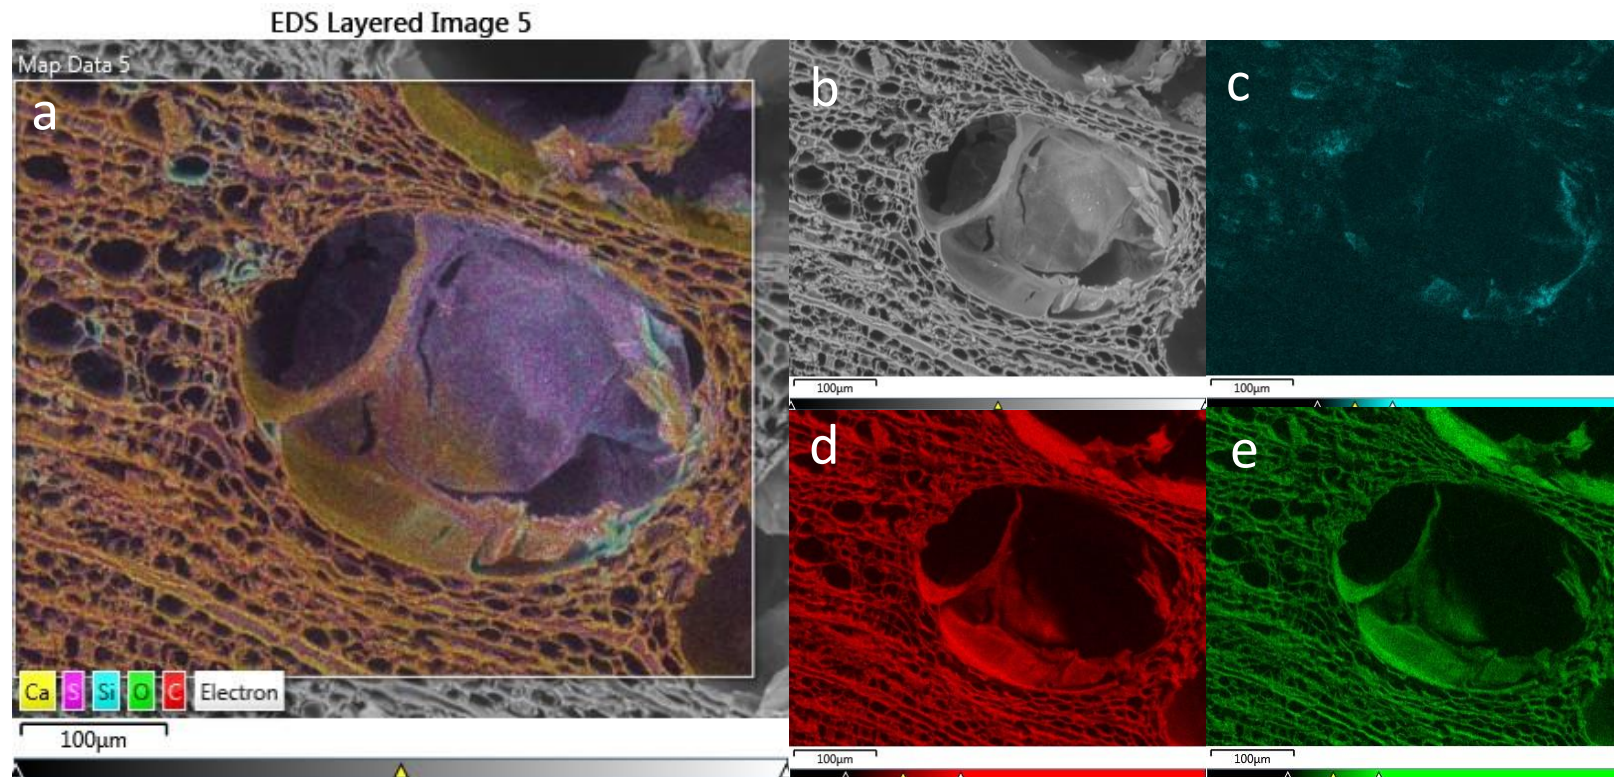 EDS Layered Image 5
Map Data 5
a
b
c
d
e
Ca S Si O C Electron
100µm
100µm
100µm
100µm
100µm